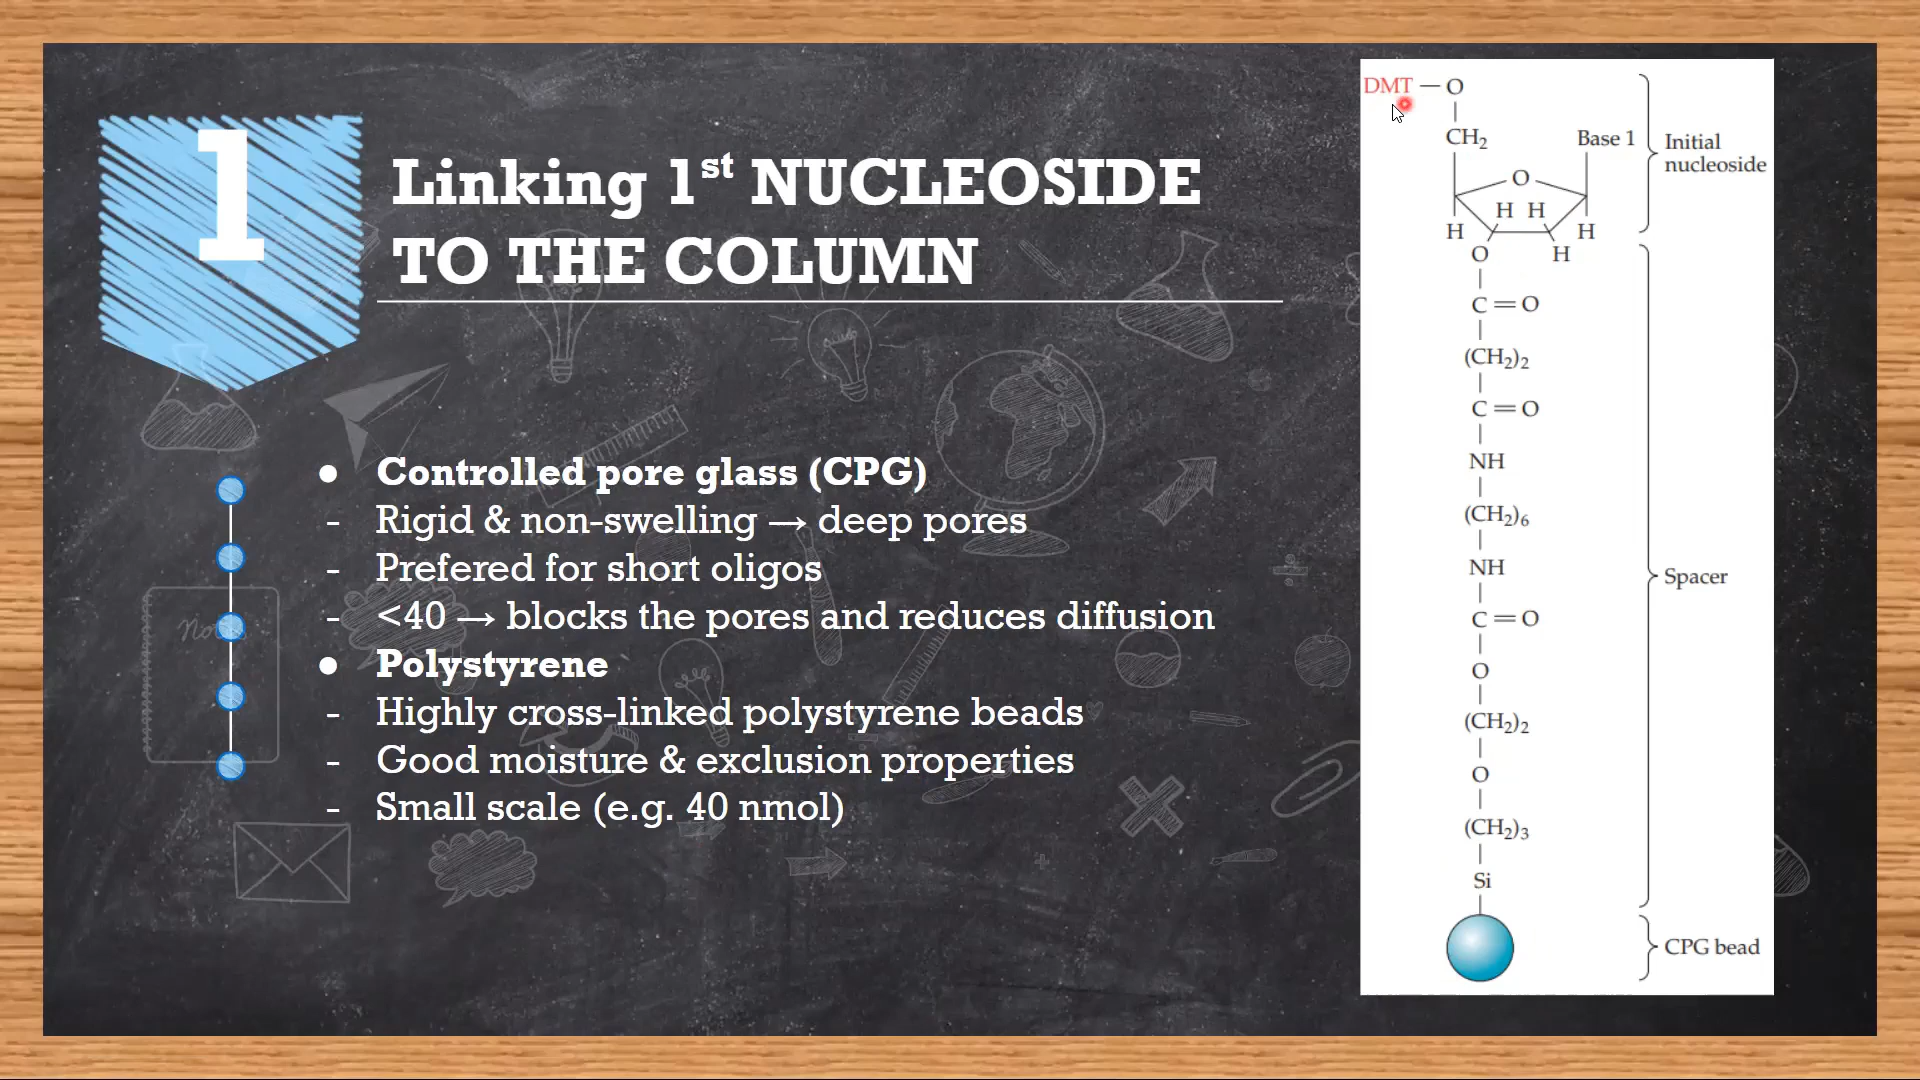 1
Linking 1st NUCLEOSIDE
TO THE COLUMN
● Controlled pore glass (CPG)
- Rigid & non-swelling → deep pores
- Prefered for short oligos
- <40 → blocks the pores and reduces diffusion
● Polystyrene
- Highly cross-linked polystyrene beads
- Good moisture & exclusion properties
- Small scale (e.g. 40 nmol)
DMT — O
CH₂ Base 1
O
H H
H H
O H
C=O
(CH₂)₂
C=O
NH
(CH₂)₆
NH
C=O
O
(CH₂)₂
O
(CH₂)₃
Si
Initial
nucleoside
Spacer
CPG bead